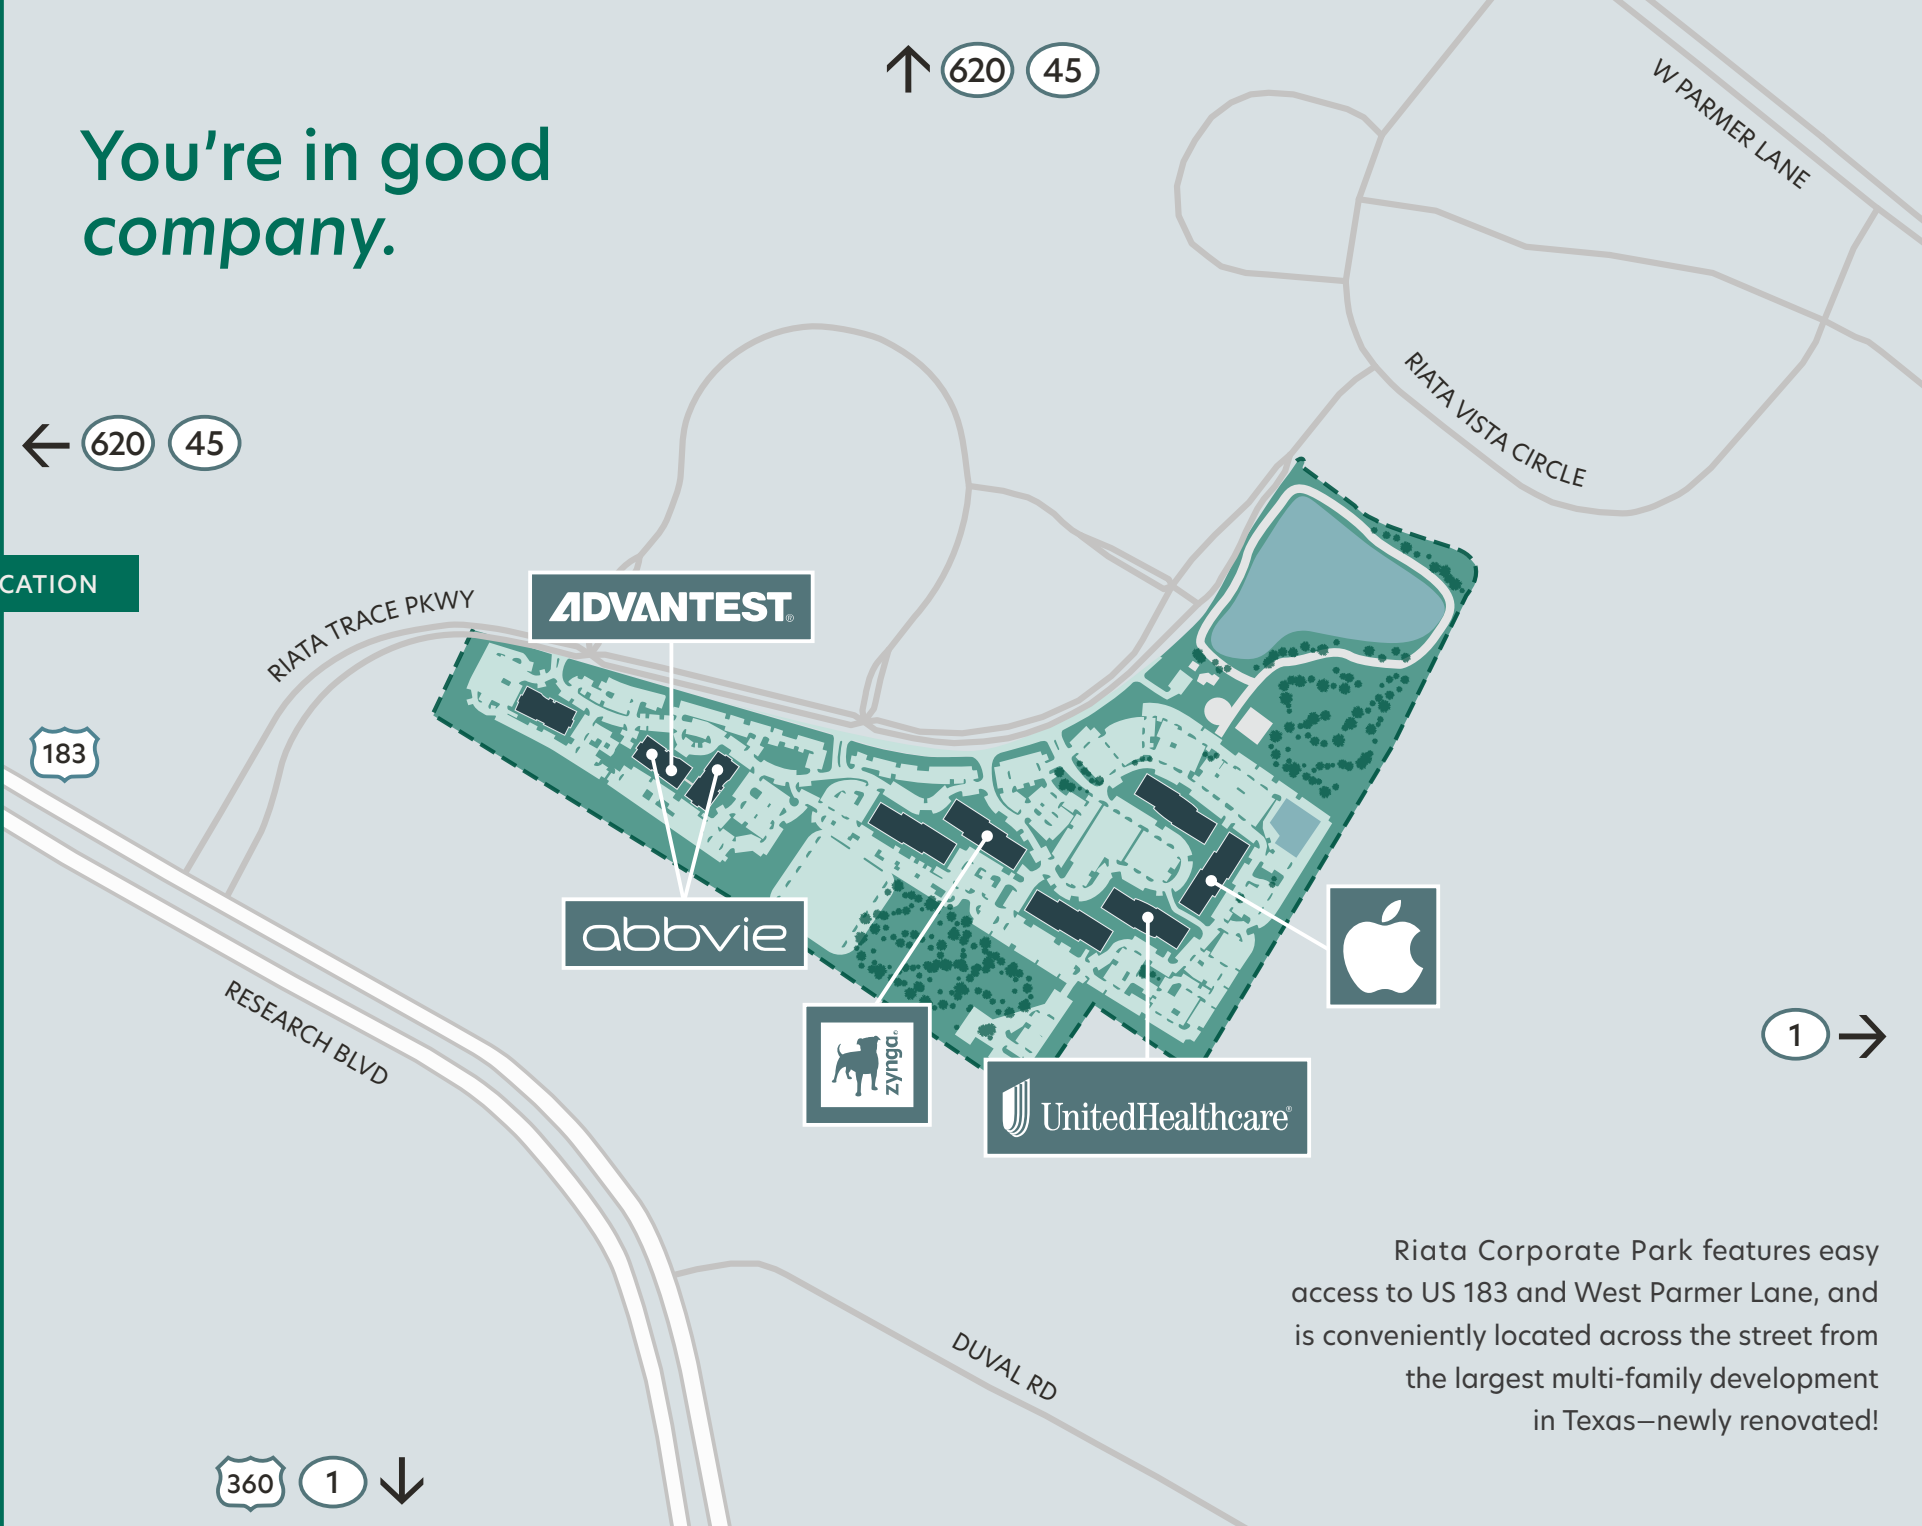 620 45
W PARMER LANE
You're in good
company.
RIATA VISTA CIRCLE
620 45
CATION
RIATA TRACE PKWY
ADVANTEST®
183
abbvie
RESEARCH BLVD
zynga®
UnitedHealthcare®
1
Riata Corporate Park features easy
access to US 183 and West Parmer Lane, and
is conveniently located across the street from
the largest multi-family development
in Texas—newly renovated!
DUVAL RD
360 1